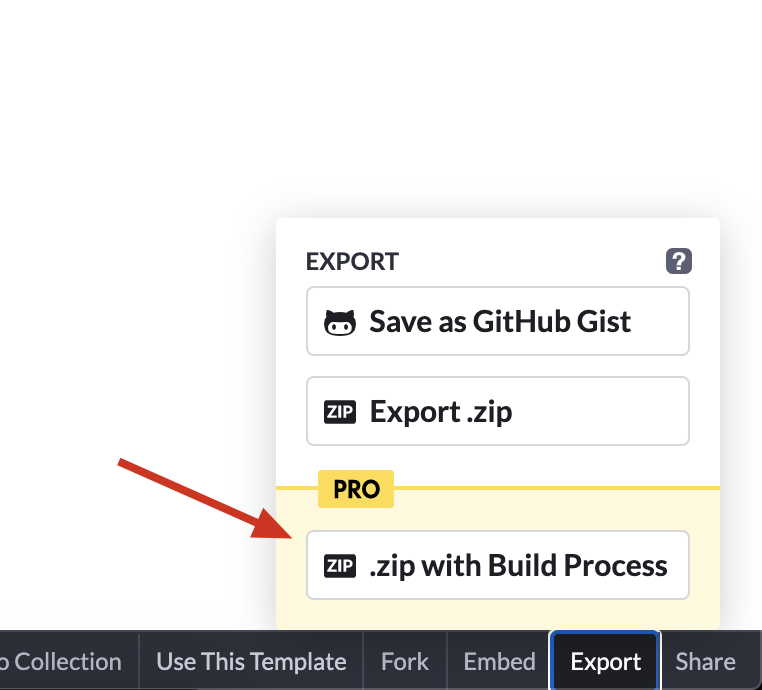 EXPORT ?
Save as GitHub Gist
ZIP Export .zip
PRO
ZIP .zip with Build Process
o Collection Use This Template Fork Embed Export Share